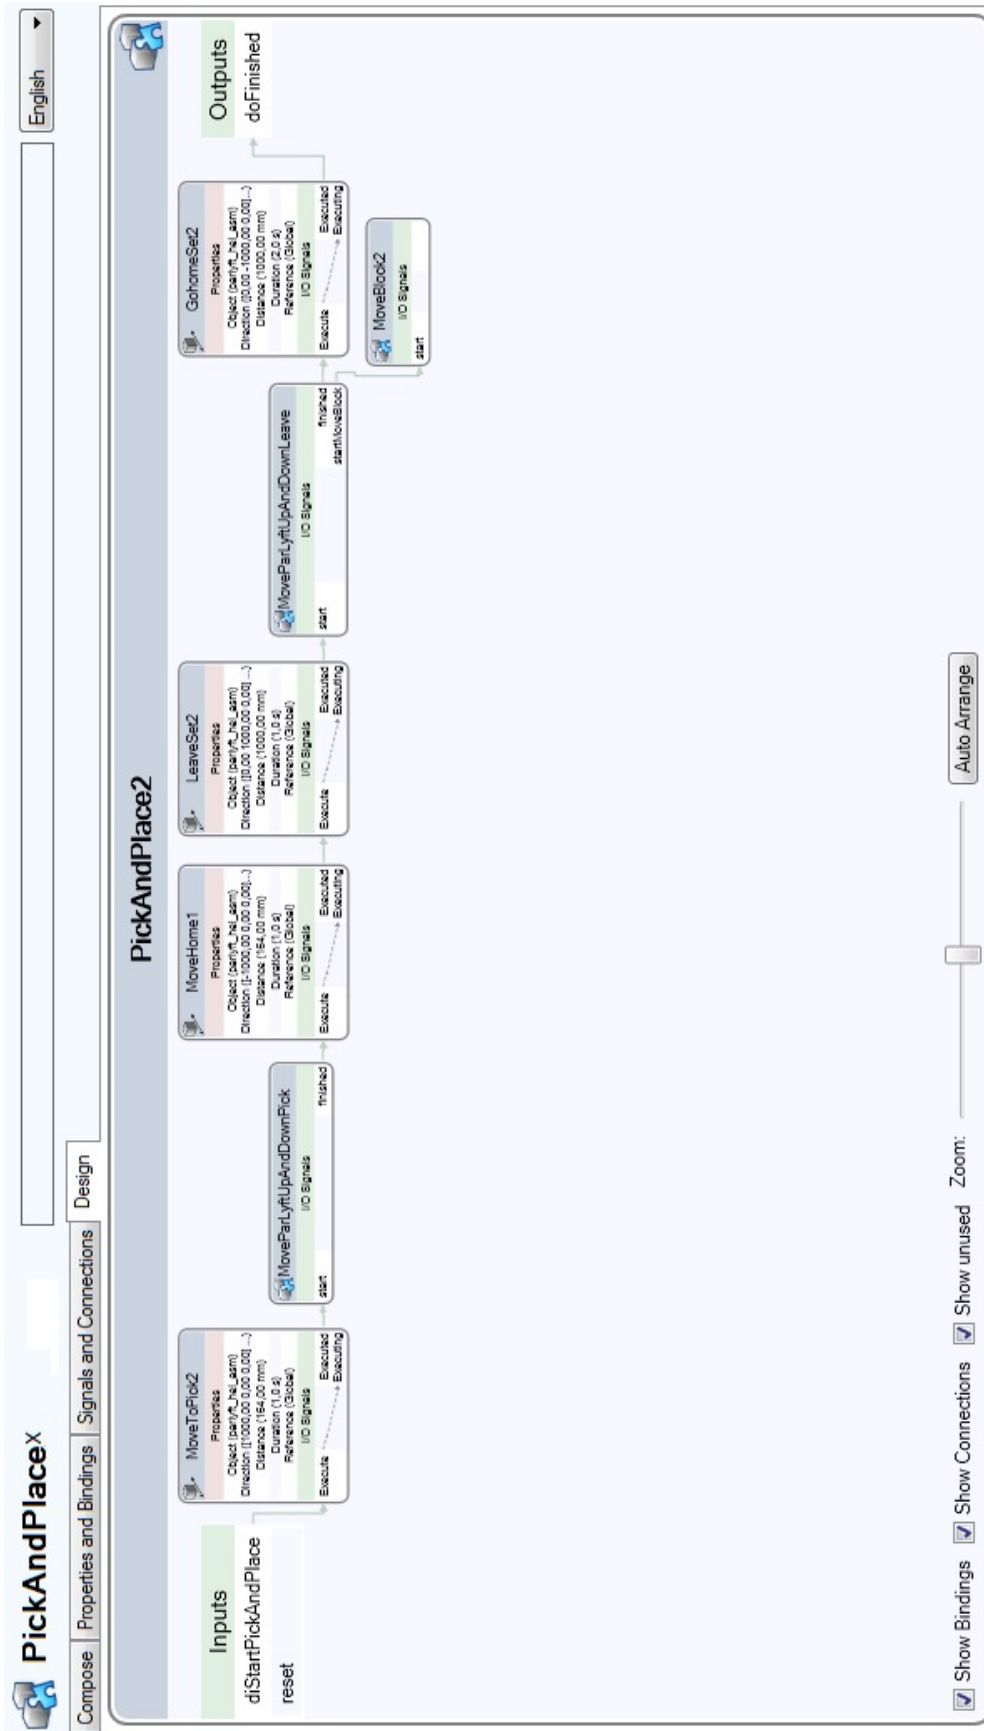 PickAndPlaceX
English
Compose
Properties and Bindings
Signals and Connections
Design
PickAndPlace2
Inputs
diStartPickAndPlace
reset
MoveToPick2
Properties
Object (parlyft_hel_asm)
Direction ([1000,00 0,00 0,00] ...)
Distance (164,00 mm)
Duration (1,0 s)
Reference (Global)
I/O Signals
Execute
Executed
Executing
MoveParLyftUpAndDownPick
I/O Signals
start
finished
MoveHome1
Properties
Object (parlyft_hel_asm)
Direction ([-1000,00 0,00 0,00]...)
Distance (164,00 mm)
Duration (1,0 s)
Reference (Global)
I/O Signals
Execute
Executed
Executing
LeaveSet2
Properties
Object (parlyft_hel_asm)
Direction ([0,00 1000,00 0,00] ...)
Distance (1000,00 mm)
Duration (1,0 s)
Reference (Global)
I/O Signals
Execute
Executed
Executing
MoveParLyftUpAndDownLeave
I/O Signals
start
finished
startMoveBlock
GohomeSet2
Properties
Object (parlyft_hel_asm)
Direction ([0,00 -1000,00 0,00]...)
Distance (1000,00 mm)
Duration (2,0 s)
Reference (Global)
I/O Signals
Execute
Executed
Executing
MoveBlock2
I/O Signals
start
Outputs
doFinished
Show Bindings
Show Connections
Show unused
Zoom:
Auto Arrange